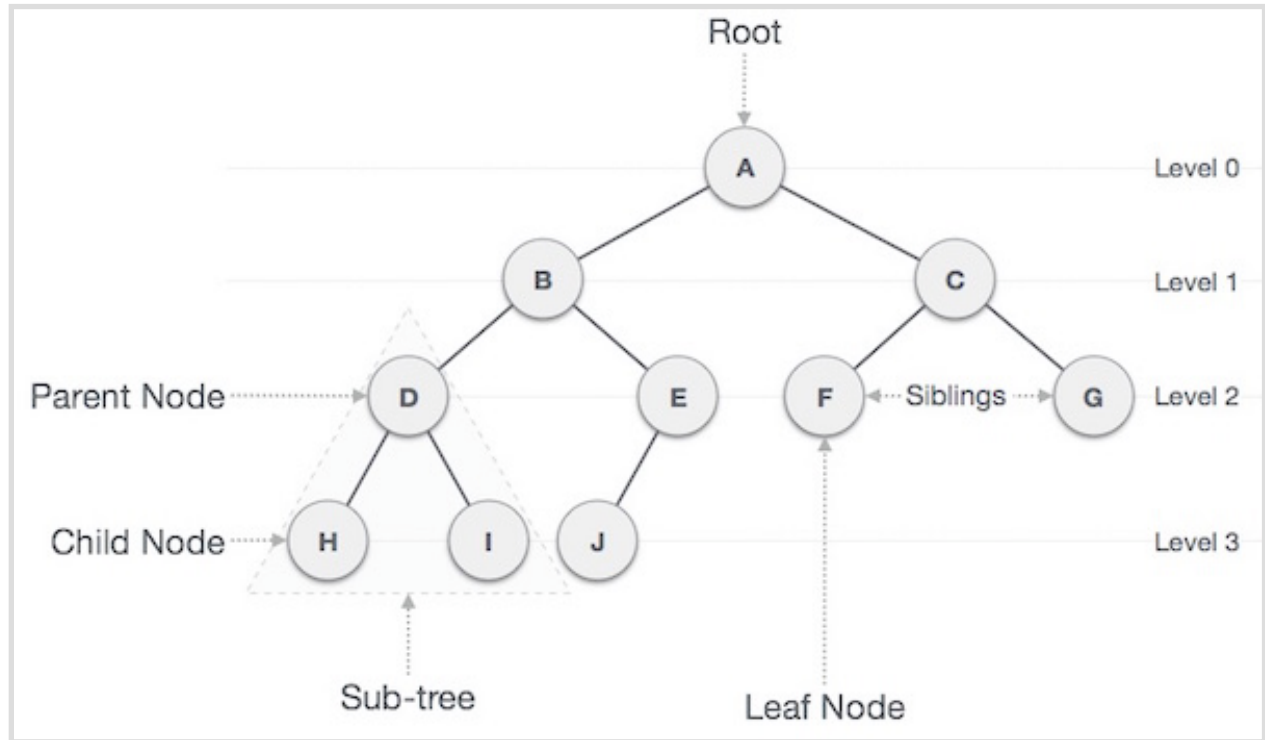 Root
A
Level 0
B
C
Level 1
Parent Node
D
E
F
Siblings
G
Level 2
Child Node
H
I
J
Level 3
Sub-tree
Leaf Node